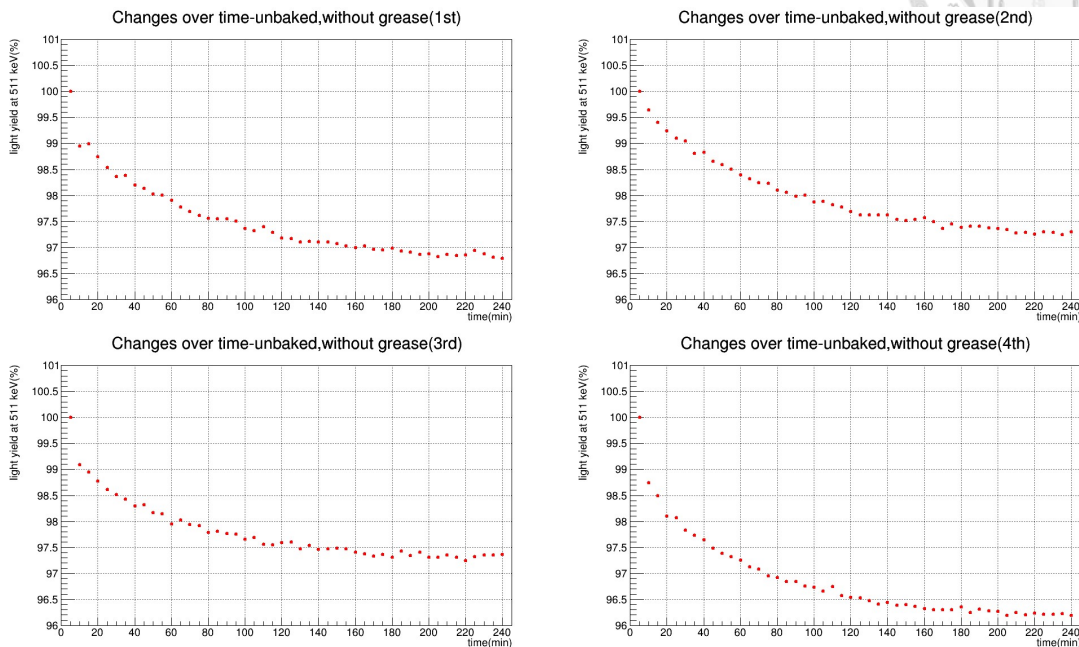 Changes over time-unbaked,without grease(1st)
light yield at 511 keV(%)
101
100.5
100
99.5
99
98.5
98
97.5
97
96.5
96
0 20 40 60 80 100 120 140 160 180 200 220 240
time(min)
Changes over time-unbaked,without grease(2nd)
light yield at 511 keV(%)
101
100.5
100
99.5
99
98.5
98
97.5
97
96.5
96
0 20 40 60 80 100 120 140 160 180 200 220 240
time(min)
Changes over time-unbaked,without grease(3rd)
light yield at 511 keV(%)
101
100.5
100
99.5
99
98.5
98
97.5
97
96.5
96
0 20 40 60 80 100 120 140 160 180 200 220 240
time(min)
Changes over time-unbaked,without grease(4th)
light yield at 511 keV(%)
101
100.5
100
99.5
99
98.5
98
97.5
97
96.5
96
0 20 40 60 80 100 120 140 160 180 200 220 240
time(min)